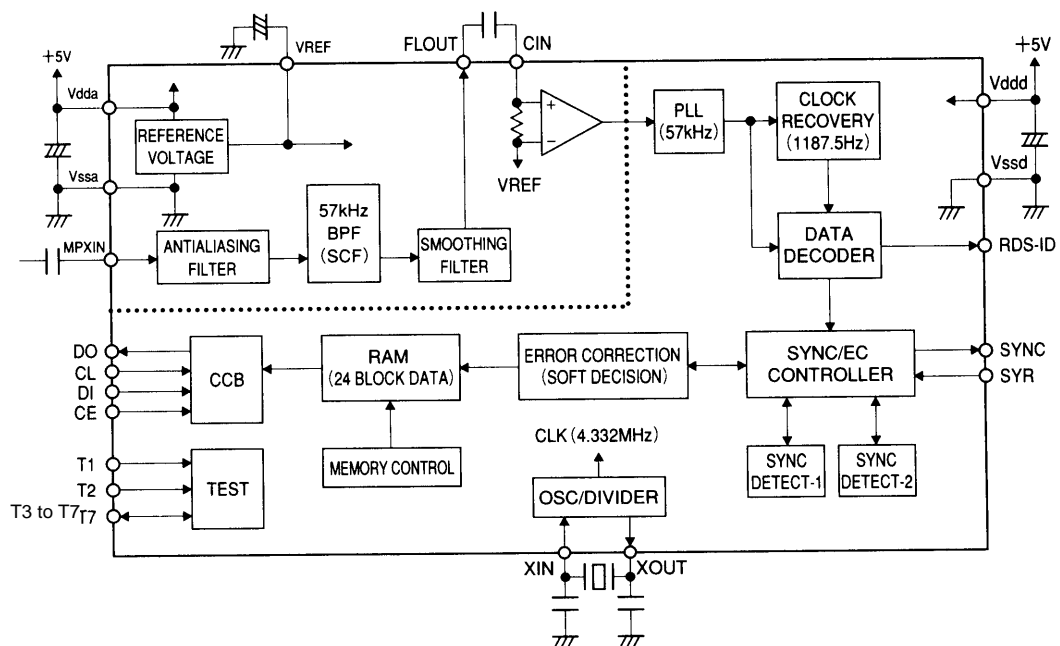 VREF
FLOUT
CIN
+5V
+5V
Vdda
REFERENCE
VOLTAGE
Vssa
+
−
VREF
PLL
(57kHz)
CLOCK
RECOVERY
(1187.5Hz)
Vddd
Vssd
MPXIN
ANTIALIASING
FILTER
57kHz
BPF
(SCF)
SMOOTHING
FILTER
DATA
DECODER
RDS-ID
DO
CL
DI
CE
CCB
RAM
(24 BLOCK DATA)
ERROR CORRECTION
(SOFT DECISION)
SYNC/EC
CONTROLLER
SYNC
SYR
T1
T2
T3 to T7
T7
TEST
MEMORY CONTROL
CLK (4.332MHz)
OSC/DIVIDER
SYNC
DETECT-1
SYNC
DETECT-2
XIN
XOUT